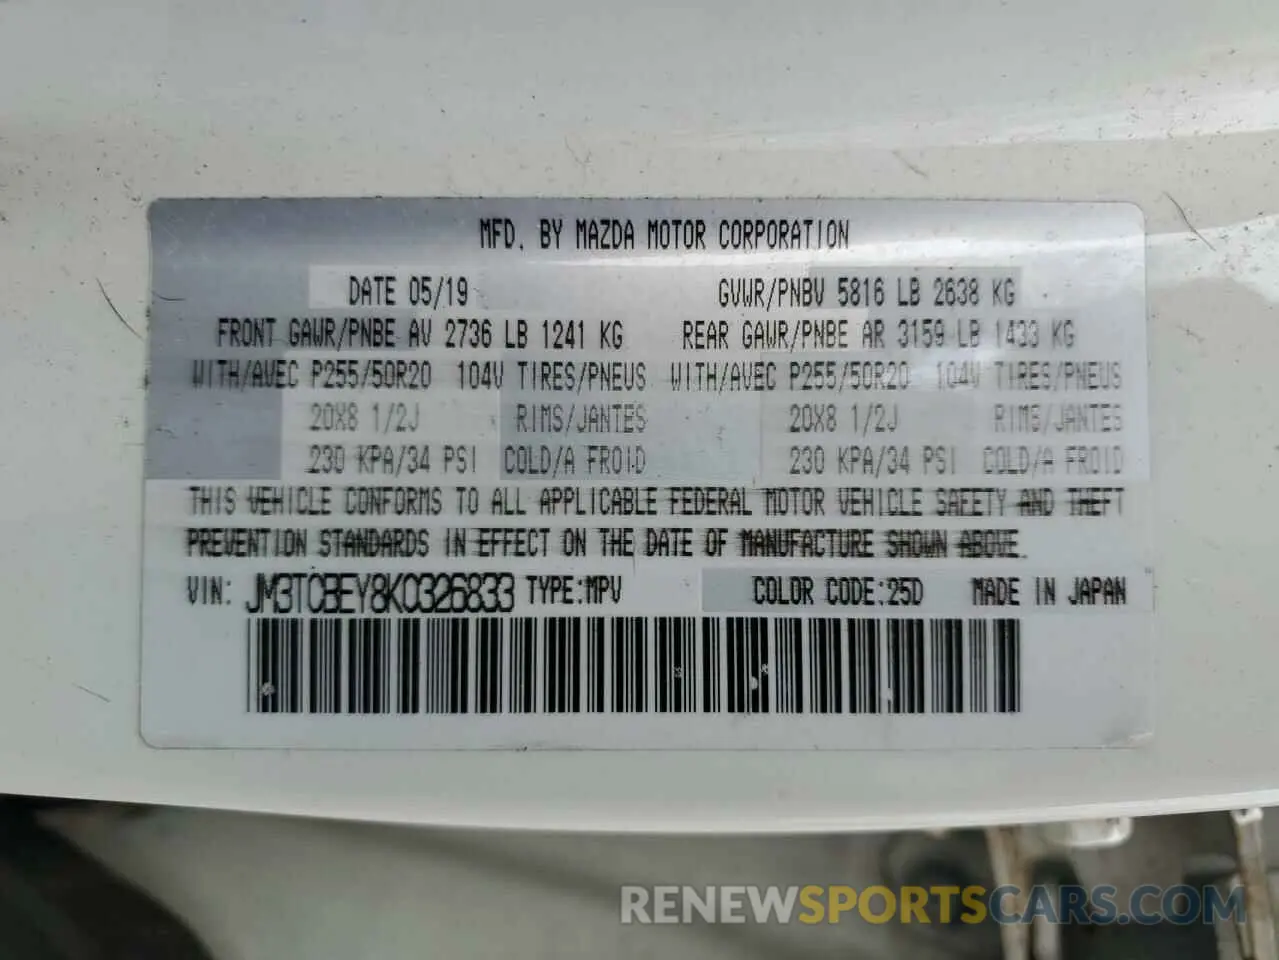 MFD. BY MAZDA MOTOR CORPORATION
DATE 05/19 GVWR/PNBV 5816 LB 2638 KG
FRONT GAWR/PNBE AV 2736 LB 1241 KG REAR GAWR/PNBE AR 3159 LB 1433 KG
WITH/AVEC P255/50R20 104V TIRES/PNEUS WITH/AVEC P255/50R20 104V TIRES/PNEUS
20X8 1/2J RIMS/JANTES 20X8 1/2J RIMS/JANTES
230 KPA/34 PSI COLD/A FROID 230 KPA/34 PSI COLD/A FROID
THIS VEHICLE CONFORMS TO ALL APPLICABLE FEDERAL MOTOR VEHICLE SAFETY AND THEFT
PREVENTION STANDARDS IN EFFECT ON THE DATE OF MANUFACTURE SHOWN ABOVE.
VIN: JM3TCBEY8K0326833 TYPE:MPV COLOR CODE:25D MADE IN JAPAN
RENEWSPORTSCARS.COM